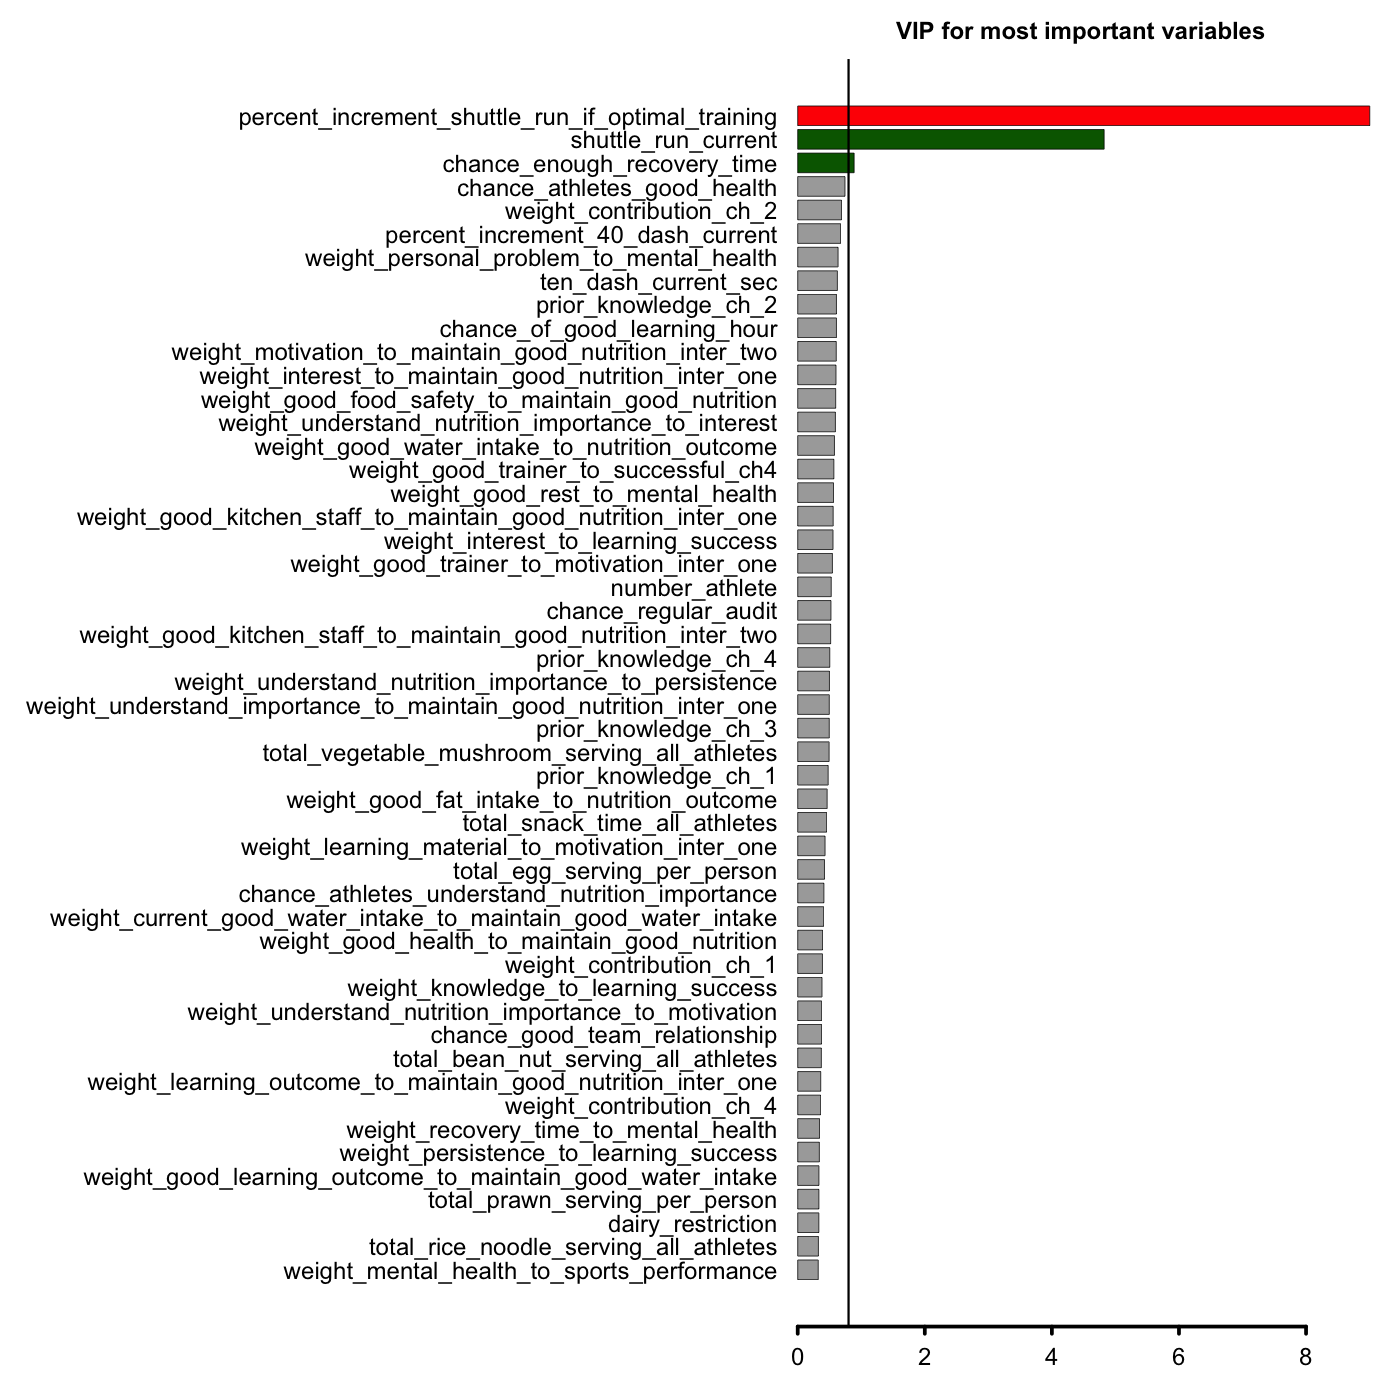 VIP for most important variables
percent_increment_shuttle_run_if_optimal_training
shuttle_run_current
chance_enough_recovery_time
chance_athletes_good_health
weight_contribution_ch_2
percent_increment_40_dash_current
weight_personal_problem_to_mental_health
ten_dash_current_sec
prior_knowledge_ch_2
chance_of_good_learning_hour
weight_motivation_to_maintain_good_nutrition_inter_two
weight_interest_to_maintain_good_nutrition_inter_one
weight_good_food_safety_to_maintain_good_nutrition
weight_understand_nutrition_importance_to_interest
weight_good_water_intake_to_nutrition_outcome
weight_good_trainer_to_successful_ch4
weight_good_rest_to_mental_health
weight_good_kitchen_staff_to_maintain_good_nutrition_inter_one
weight_interest_to_learning_success
weight_good_trainer_to_motivation_inter_one
number_athlete
chance_regular_audit
weight_good_kitchen_staff_to_maintain_good_nutrition_inter_two
prior_knowledge_ch_4
weight_understand_nutrition_importance_to_persistence
weight_understand_importance_to_maintain_good_nutrition_inter_one
prior_knowledge_ch_3
total_vegetable_mushroom_serving_all_athletes
prior_knowledge_ch_1
weight_good_fat_intake_to_nutrition_outcome
total_snack_time_all_athletes
weight_learning_material_to_motivation_inter_one
total_egg_serving_per_person
chance_athletes_understand_nutrition_importance
weight_current_good_water_intake_to_maintain_good_water_intake
weight_good_health_to_maintain_good_nutrition
weight_contribution_ch_1
weight_knowledge_to_learning_success
weight_understand_nutrition_importance_to_motivation
chance_good_team_relationship
total_bean_nut_serving_all_athletes
weight_learning_outcome_to_maintain_good_nutrition_inter_one
weight_contribution_ch_4
weight_recovery_time_to_mental_health
weight_persistence_to_learning_success
weight_good_learning_outcome_to_maintain_good_water_intake
total_prawn_serving_per_person
dairy_restriction
total_rice_noodle_serving_all_athletes
weight_mental_health_to_sports_performance
0 2 4 6 8